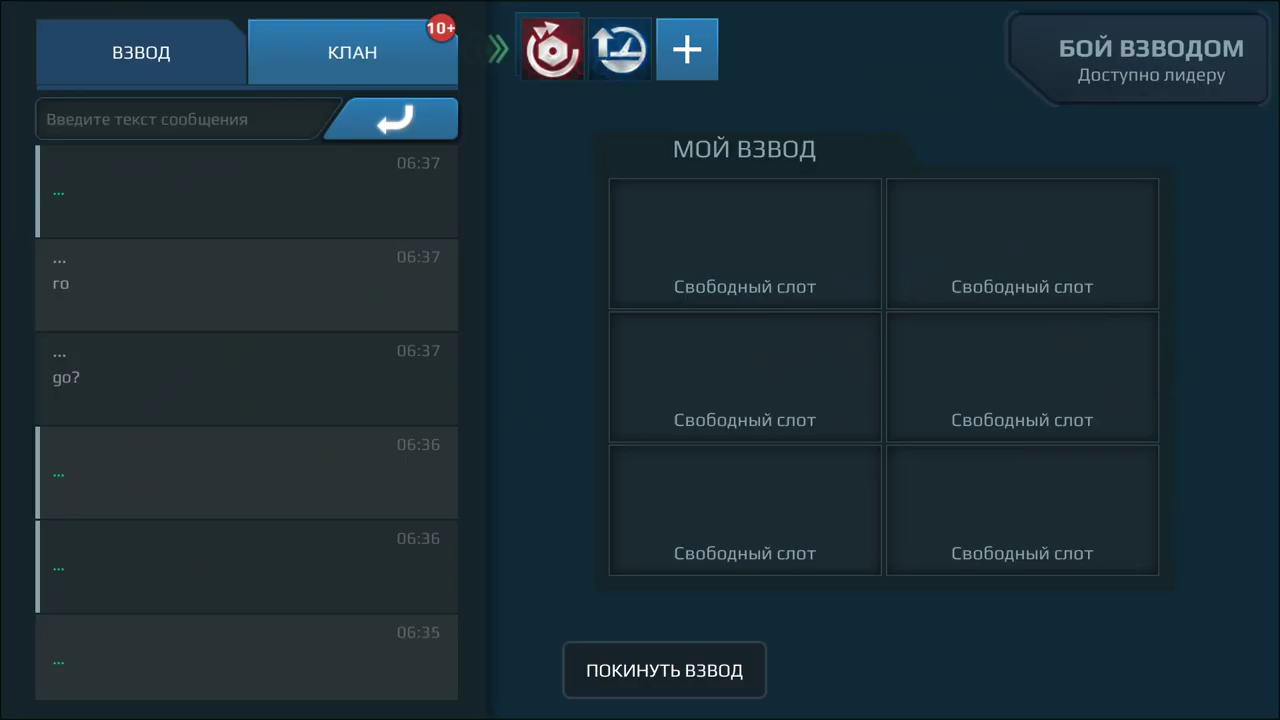 ВЗВОД
КЛАН
10+
Введите текст сообщения
06:37
...
...
06:37
го
...
06:37
go?
06:36
...
06:36
...
06:35
...
БОЙ ВЗВОДОМ
Доступно лидеру
МОЙ ВЗВОД
Свободный слот
Свободный слот
Свободный слот
Свободный слот
Свободный слот
Свободный слот
ПОКИНУТЬ ВЗВОД